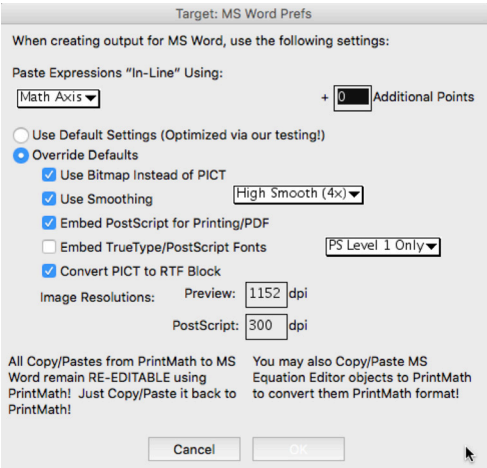 Target: MS Word Prefs
When creating output for MS Word, use the following settings:
Paste Expressions “In-Line” Using:
Math Axis + 0 Additional Points
Use Default Settings (Optimized via our testing!)
Override Defaults
Use Bitmap Instead of PICT
Use Smoothing High Smooth (4x)
Embed PostScript for Printing/PDF
Embed TrueType/PostScript Fonts PS Level 1 Only
Convert PICT to RTF Block
Image Resolutions: Preview: 1152 dpi
PostScript: 300 dpi
All Copy/Pastes from PrintMath to MS
Word remain RE-EDITABLE using
PrintMath! Just Copy/Paste it back to
PrintMath!
You may also Copy/Paste MS
Equation Editor objects to PrintMath
to convert them PrintMath format!
Cancel OK